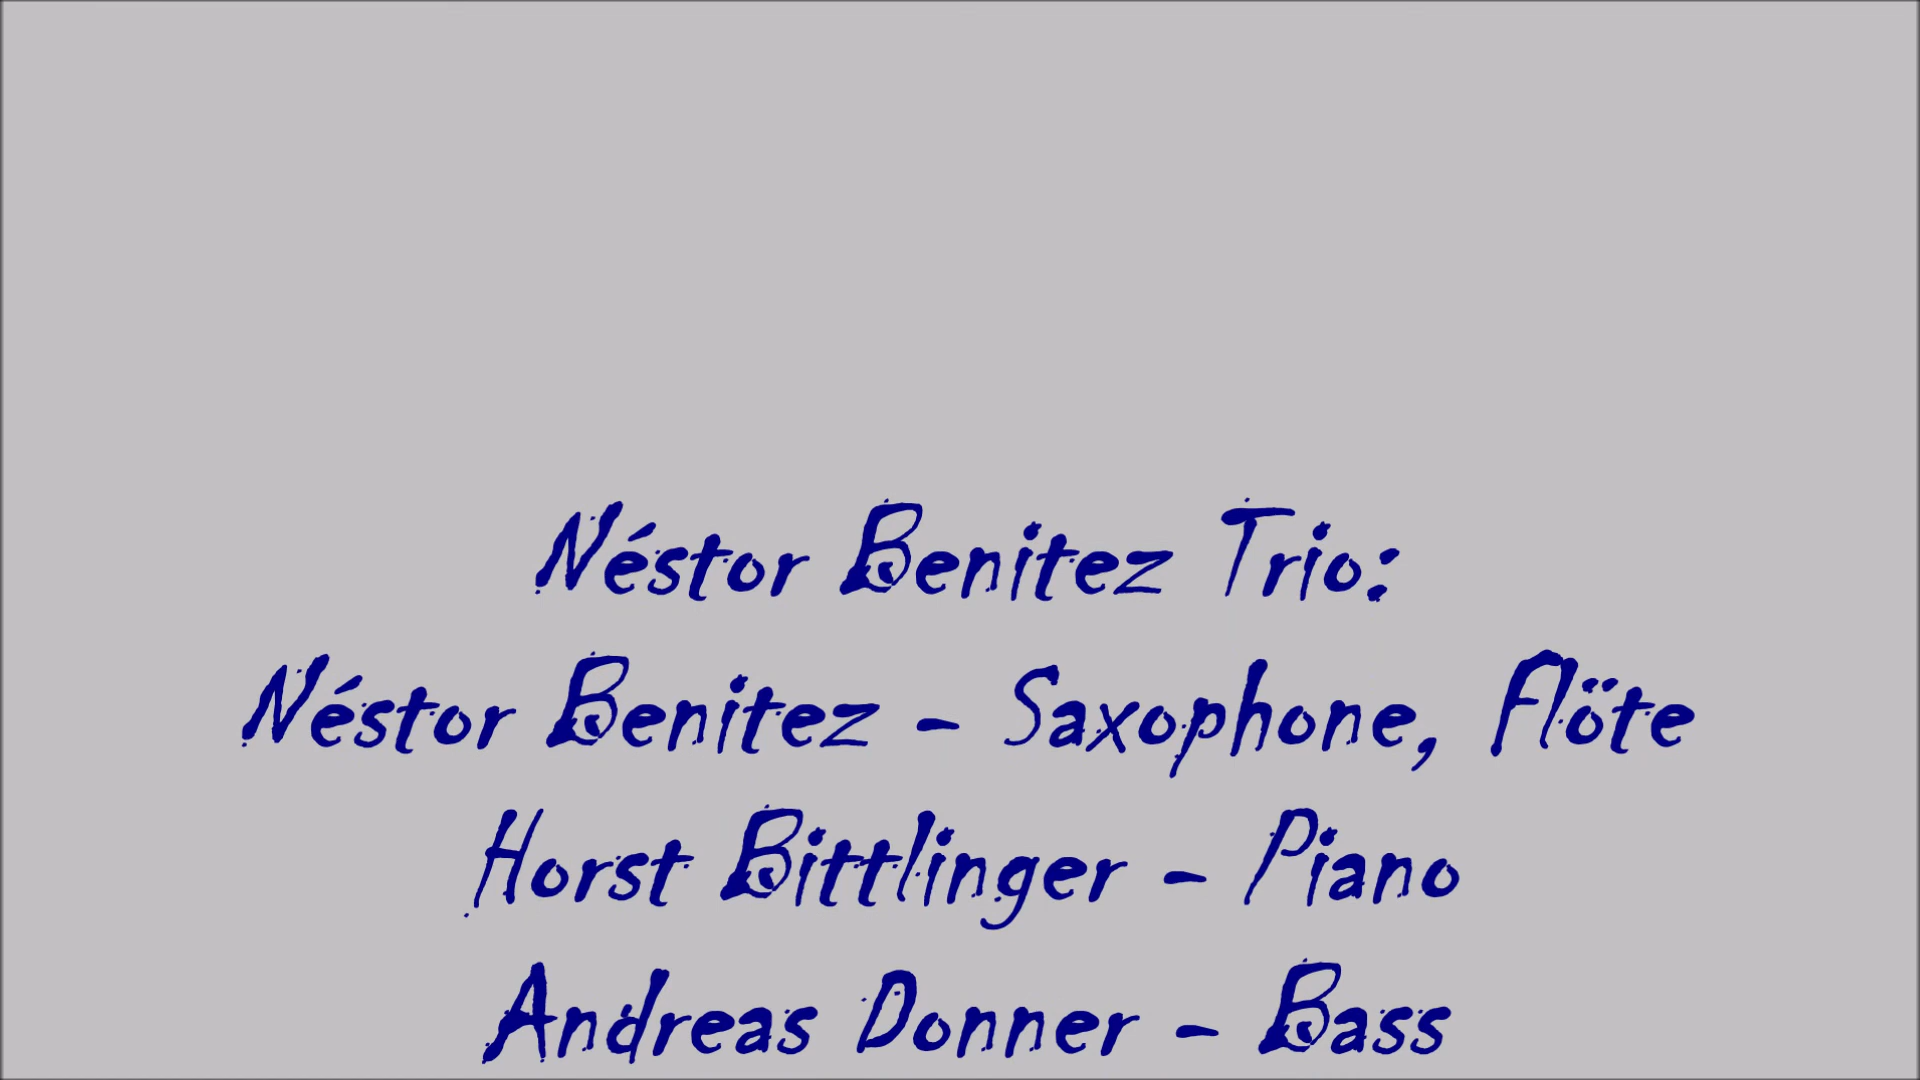 Néstor Benitez Trio:
Néstor Benitez - Saxophone, Flöte
Horst Bittlinger - Piano
Andreas Donner - Bass